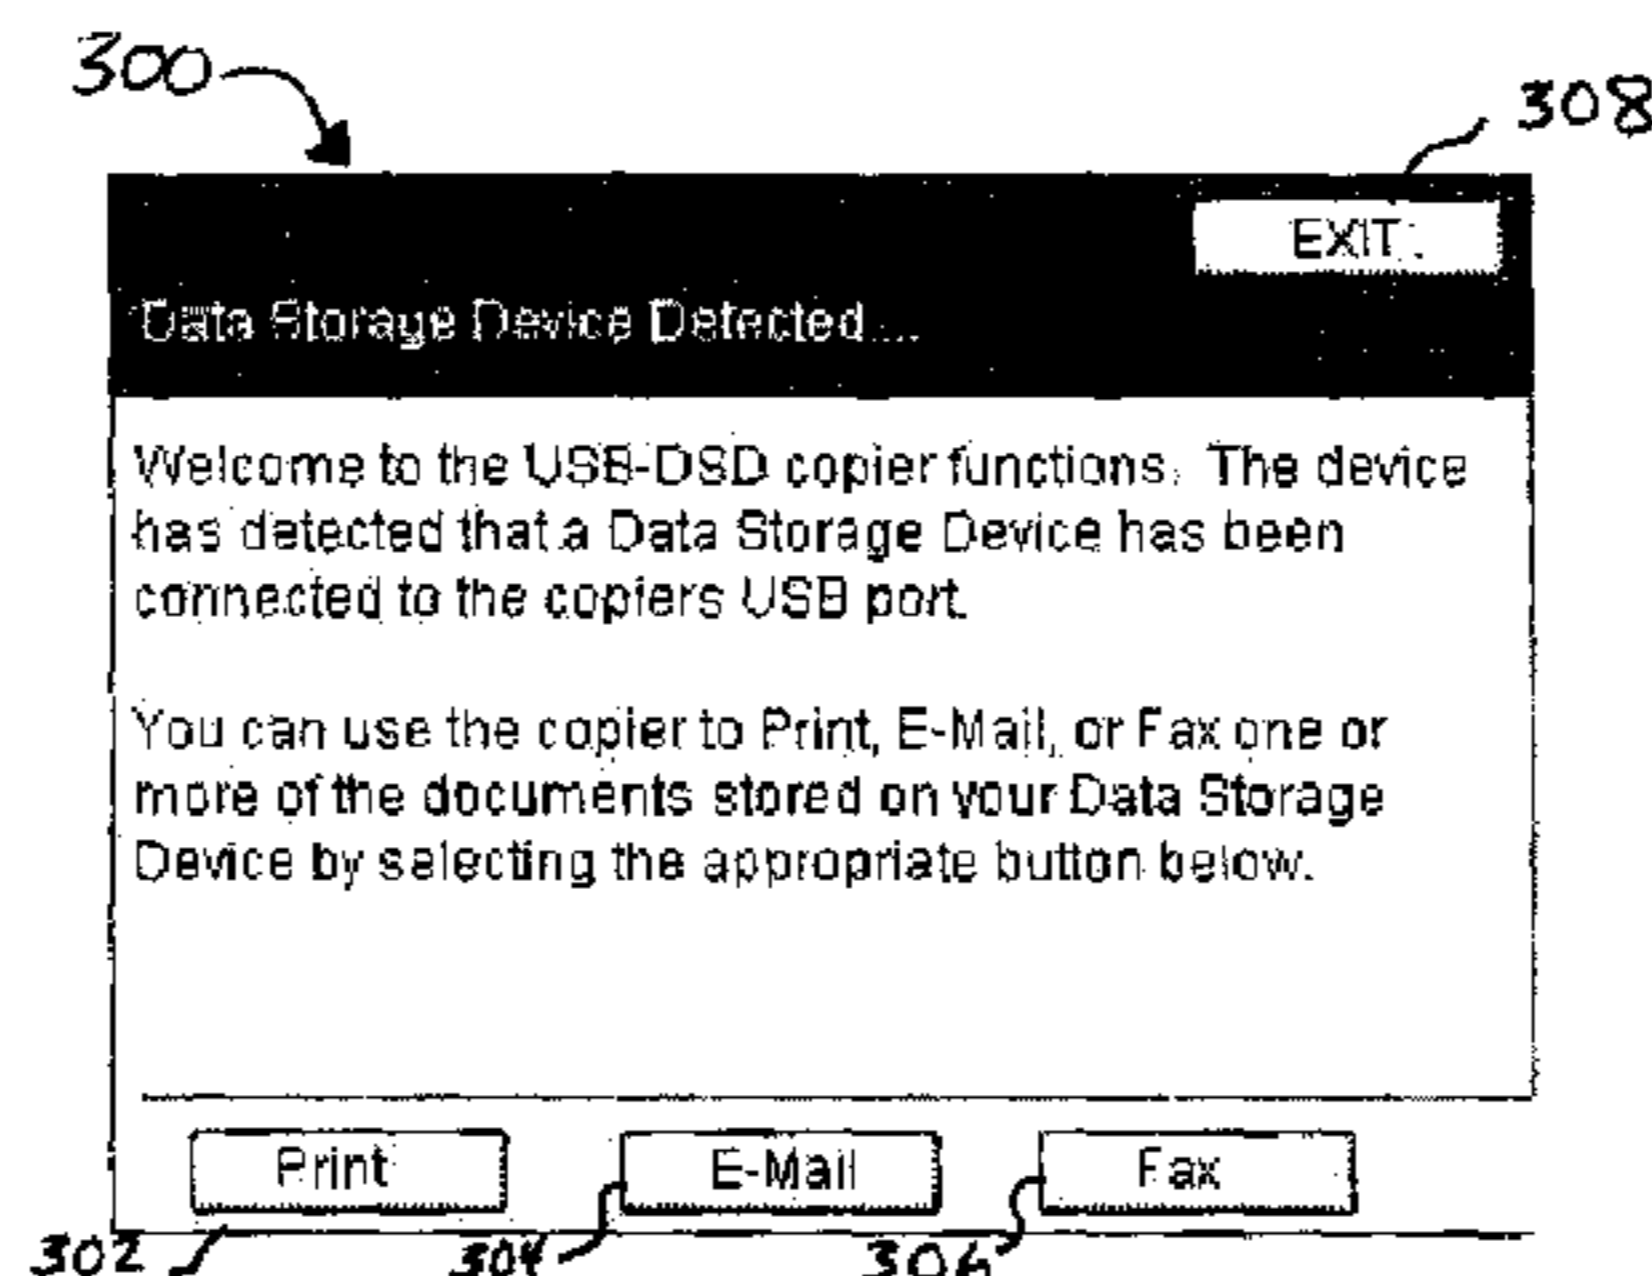 300
308
EXIT
Data Storage Device Detected...
Welcome to the USB-DSD copier functions. The device
has detected that a Data Storage Device has been
connected to the copiers USB port.
You can use the copier to Print, E-Mail, or Fax one or
more of the documents stored on your Data Storage
Device by selecting the appropriate button below.
Print E-Mail Fax
302 304 306